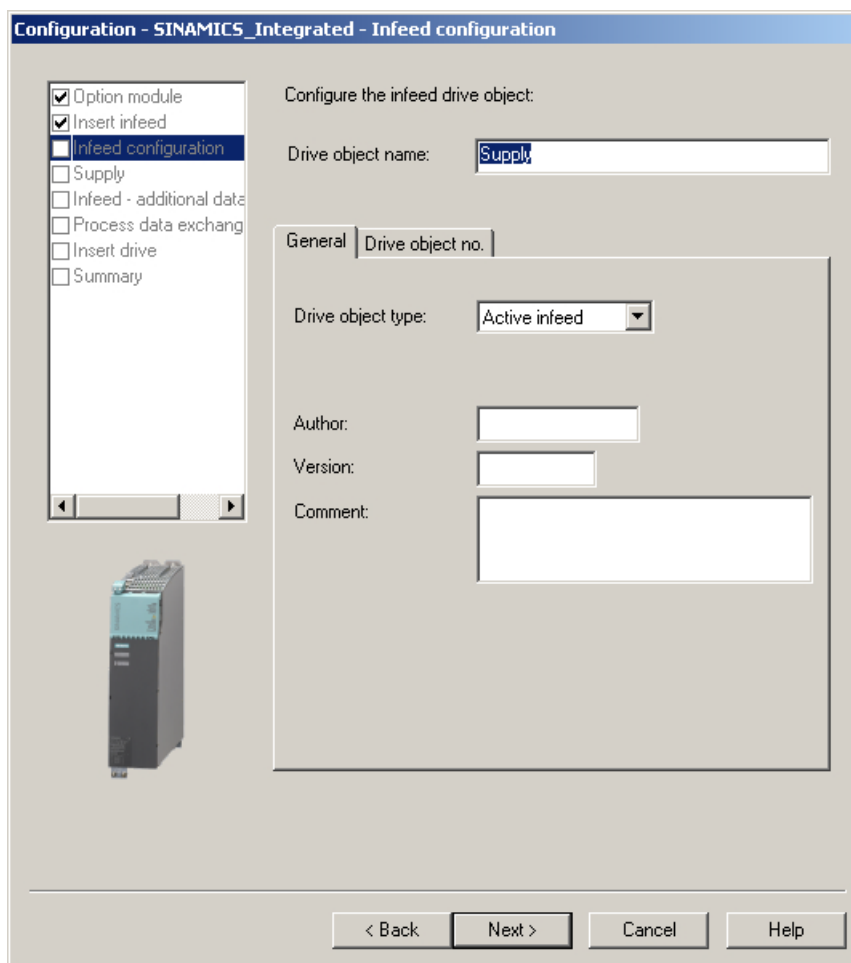 Configuration - SINAMICS_Integrated - Infeed configuration
Option module
Insert infeed
Infeed configuration
Supply
Infeed - additional data
Process data exchang
Insert drive
Summary
Configure the infeed drive object:
Drive object name: Supply
General Drive object no.
Drive object type: Active infeed
Author:
Version:
Comment:
< Back Next > Cancel Help